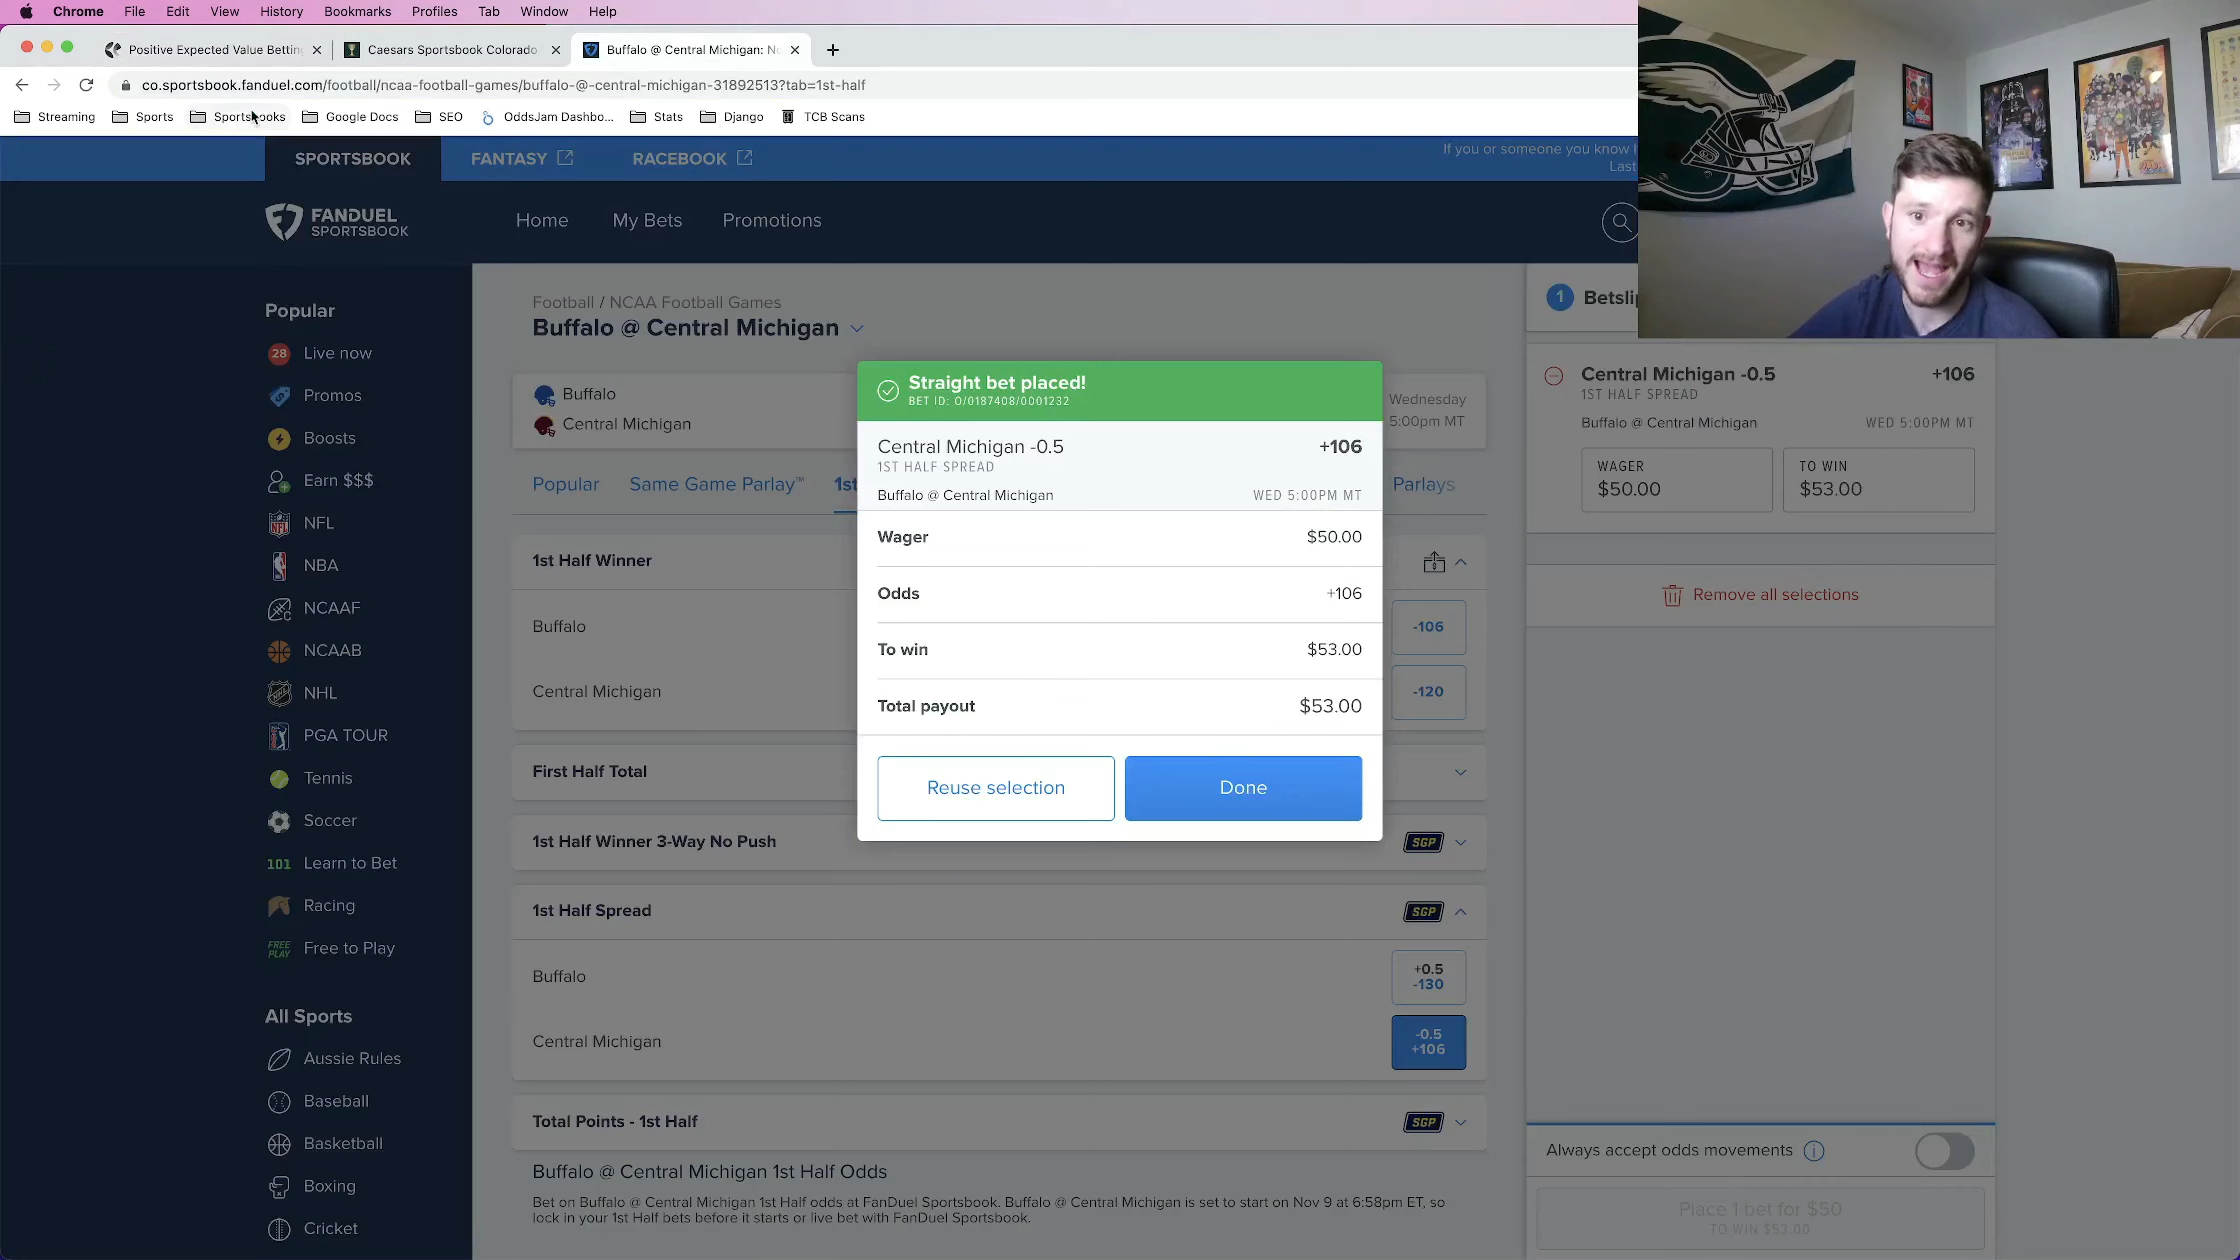 Chrome File Edit View History Bookmarks Profiles Tab Window Help
Positive Expected Value Betting
Caesars Sportsbook Colorado
Buffalo @ Central Michigan: No
co.sportsbook.fanduel.com/football/ncaa-football-games/buffalo-@-central-michigan-31892513?tab=1st-half
Streaming Sports Sportsbooks Google Docs SEO OddsJam Dashbo... Stats Django TCB Scans
SPORTSBOOK FANTASY RACEBOOK
If you or someone you know
Last
FANDUEL
SPORTSBOOK
Home My Bets Promotions
Popular
28 Live now
Promos
Boosts
Earn $$$
NFL
NBA
NCAAF
NCAAB
NHL
PGA TOUR
Tennis
Soccer
101 Learn to Bet
Racing
FREE PLAY Free to Play
All Sports
Aussie Rules
Baseball
Basketball
Boxing
Cricket
Football / NCAA Football Games
Buffalo @ Central Michigan
Buffalo
Central Michigan
Wednesday
5:00pm MT
Popular Same Game Parlay™ 1st Parlays
1st Half Winner
Buffalo -106
Central Michigan -120
First Half Total
1st Half Winner 3-Way No Push SGP
1st Half Spread SGP
Buffalo
+0.5
-130
Central Michigan
-0.5
+106
Total Points - 1st Half SGP
Buffalo @ Central Michigan 1st Half Odds
Bet on Buffalo @ Central Michigan 1st Half odds at FanDuel Sportsbook. Buffalo @ Central Michigan is set to start on Nov 9 at 6:58pm ET, so
lock in your 1st Half bets before it starts or live bet with FanDuel Sportsbook.
Straight bet placed!
BET ID: O/0187408/0001232
Central Michigan -0.5 +106
1ST HALF SPREAD
Buffalo @ Central Michigan WED 5:00PM MT
Wager $50.00
Odds +106
To win $53.00
Total payout $53.00
Reuse selection Done
1 Betsli
Central Michigan -0.5 +106
1ST HALF SPREAD
Buffalo @ Central Michigan WED 5:00PM MT
WAGER
$50.00
TO WIN
$53.00
Remove all selections
Always accept odds movements
Place 1 bet for $50
TO WIN $53.00